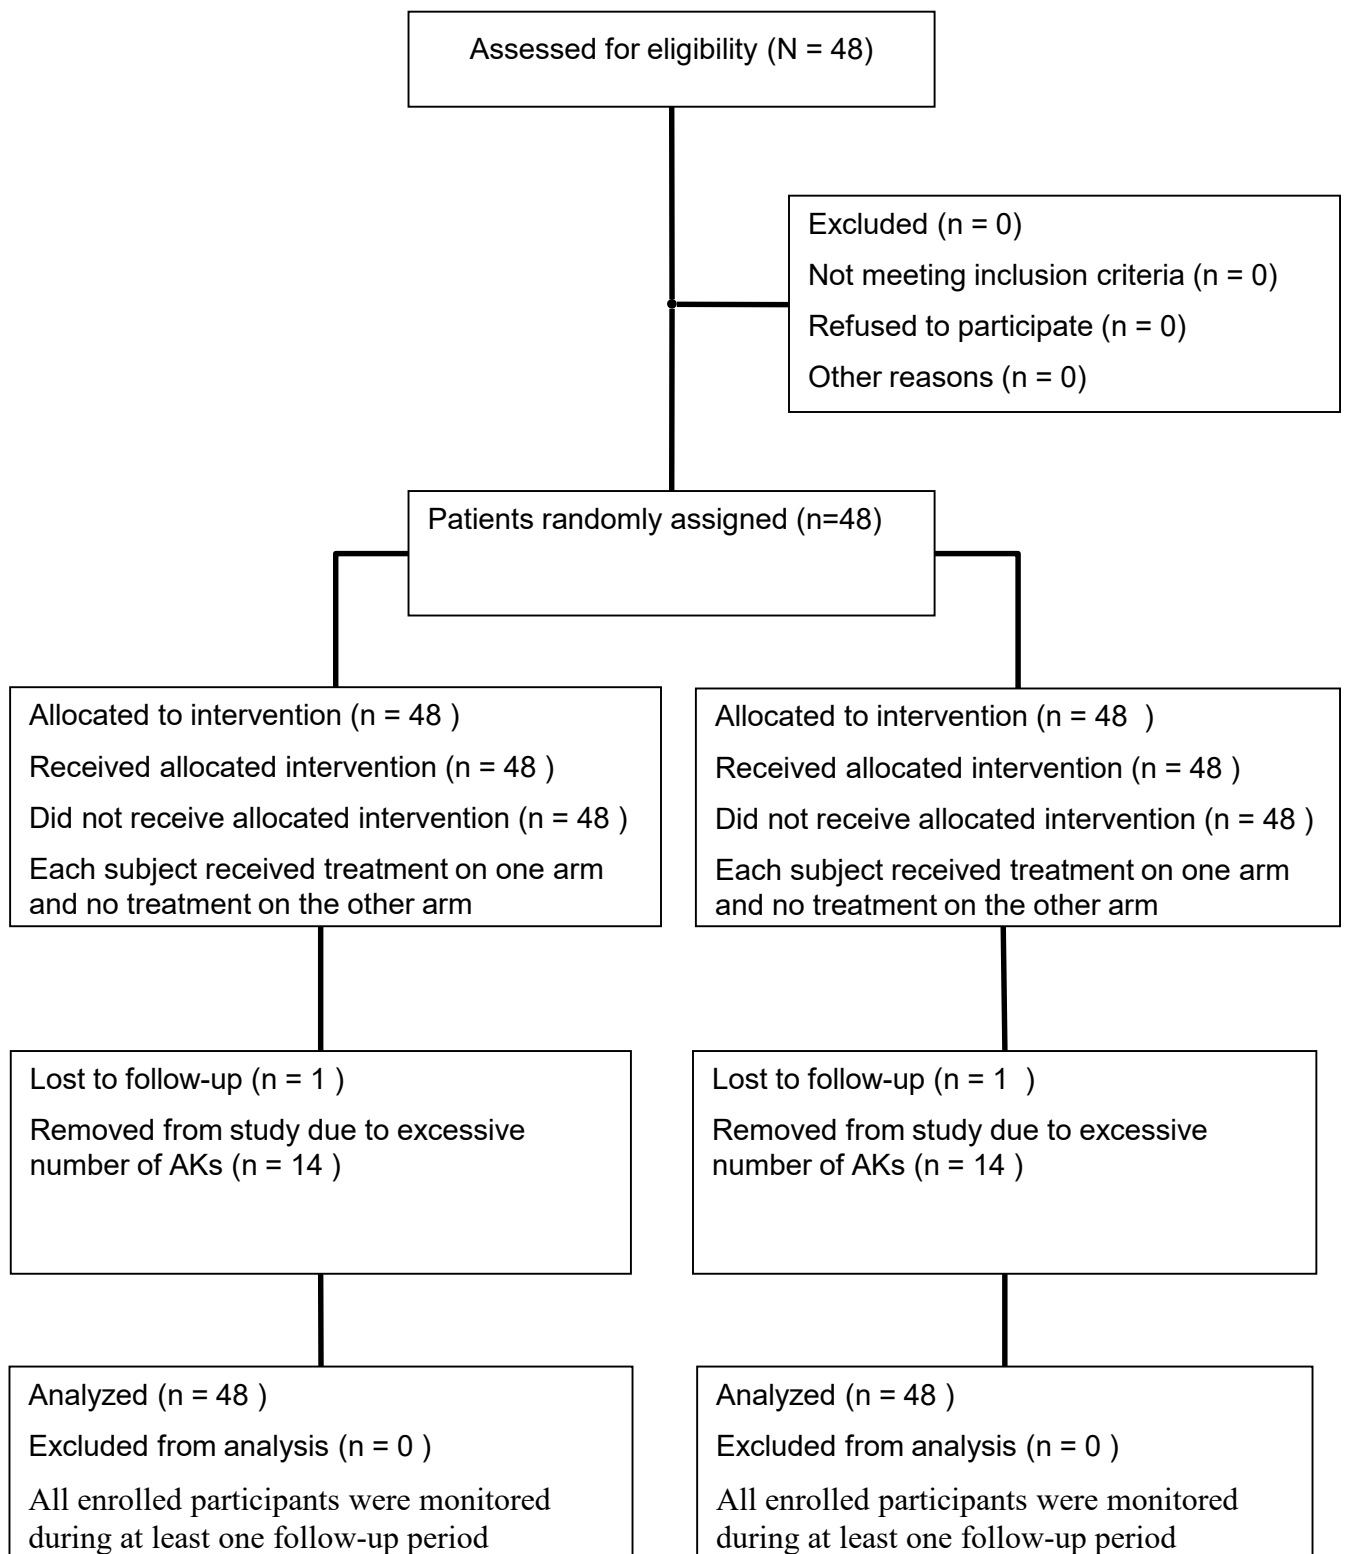 Assessed for eligibility (N = 48)
Excluded (n = 0)
Not meeting inclusion criteria (n = 0)
Refused to participate (n = 0)
Other reasons (n = 0)
Patients randomly assigned (n=48)
Allocated to intervention (n = 48 )
Received allocated intervention (n = 48 )
Did not receive allocated intervention (n = 48 )
Each subject received treatment on one arm
and no treatment on the other arm
Allocated to intervention (n = 48  )
Received allocated intervention (n = 48 )
Did not receive allocated intervention (n = 48 )
Each subject received treatment on one arm
and no treatment on the other arm
Lost to follow-up (n = 1 )
Removed from study due to excessive
number of AKs (n = 14 )
Lost to follow-up (n = 1  )
Removed from study due to excessive
number of AKs (n = 14 )
Analyzed (n = 48 )
Excluded from analysis (n = 0 )
All enrolled participants were monitored
during at least one follow-up period
Analyzed (n = 48 )
Excluded from analysis (n = 0 )
All enrolled participants were monitored
during at least one follow-up period